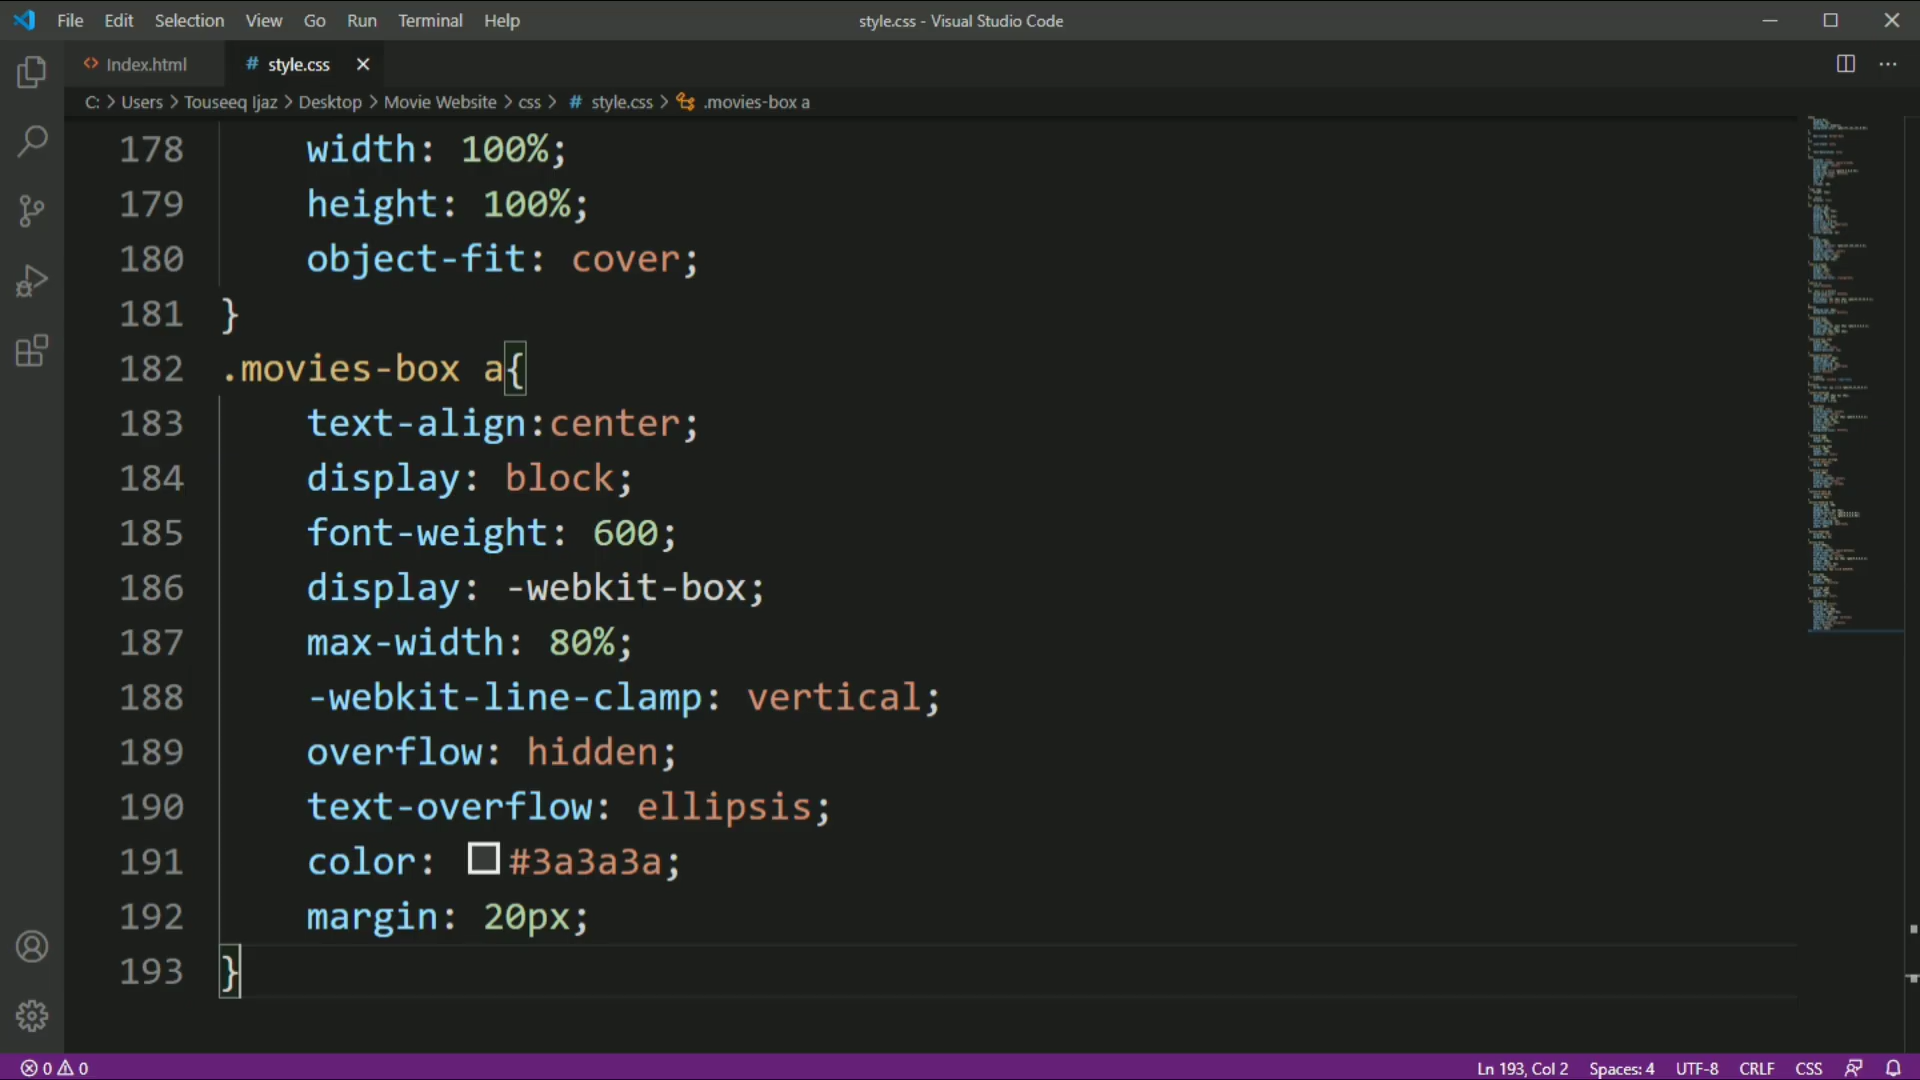 File Edit Selection View Go Run Terminal Help style.css - Visual Studio Code
<> Index.html # style.css ×
C: > Users > Touseeq Ijaz > Desktop > Movie Website > css > # style.css > .movies-box a
178 width: 100%;
179 height: 100%;
180 object-fit: cover;
181 }
182 .movies-box a{
183 text-align:center;
184 display: block;
185 font-weight: 600;
186 display: -webkit-box;
187 max-width: 80%;
188 -webkit-line-clamp: vertical;
189 overflow: hidden;
190 text-overflow: ellipsis;
191 color: #3a3a3a;
192 margin: 20px;
193 }
0 0 Ln 193, Col 2 Spaces: 4 UTF-8 CRLF CSS